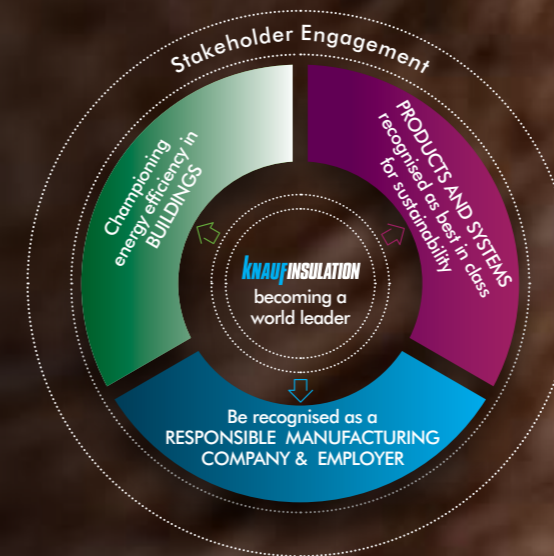 Stakeholder Engagement
Championing
energy efficiency in
BUILDINGS
PRODUCTS AND SYSTEMS
recognised as best in class
for sustainability
KNAUFINSULATION
becoming a
world leader
Be recognised as a
RESPONSIBLE MANUFACTURING
COMPANY & EMPLOYER